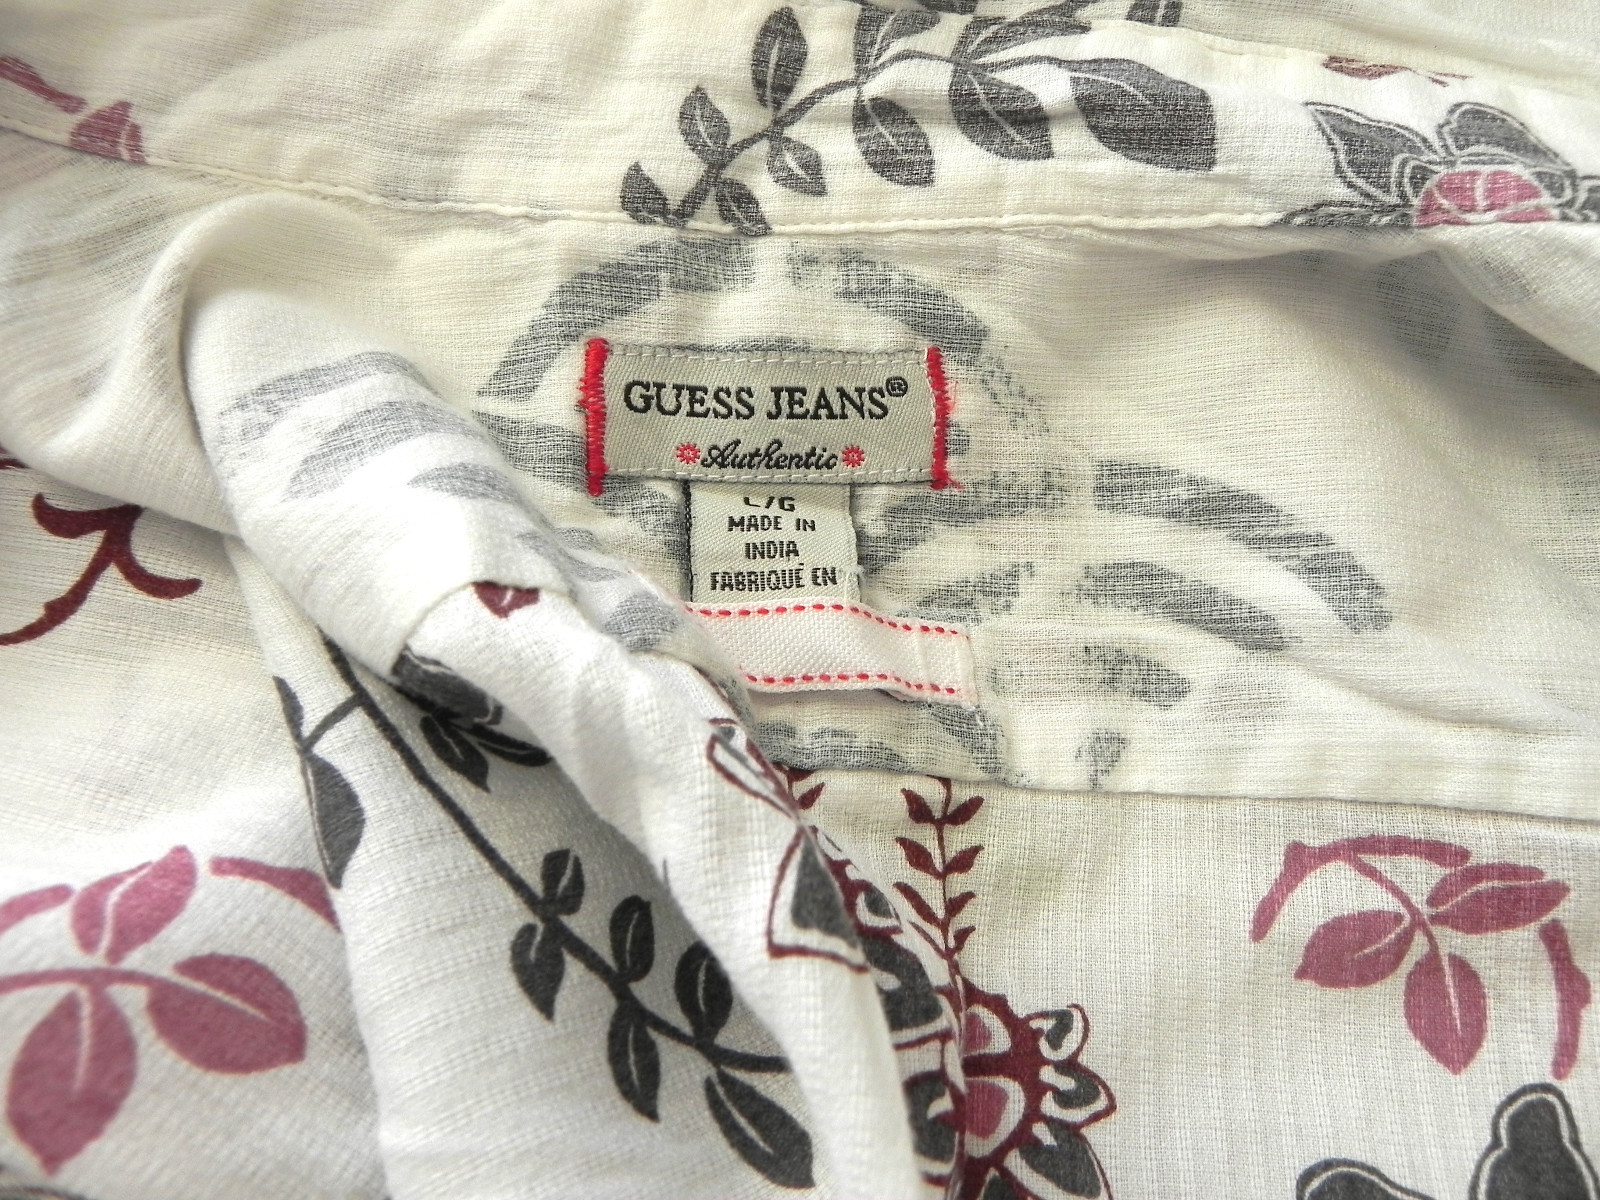 GUESS JEANS®
Authentic
L/G
MADE IN
INDIA
FABRIQUÉ EN